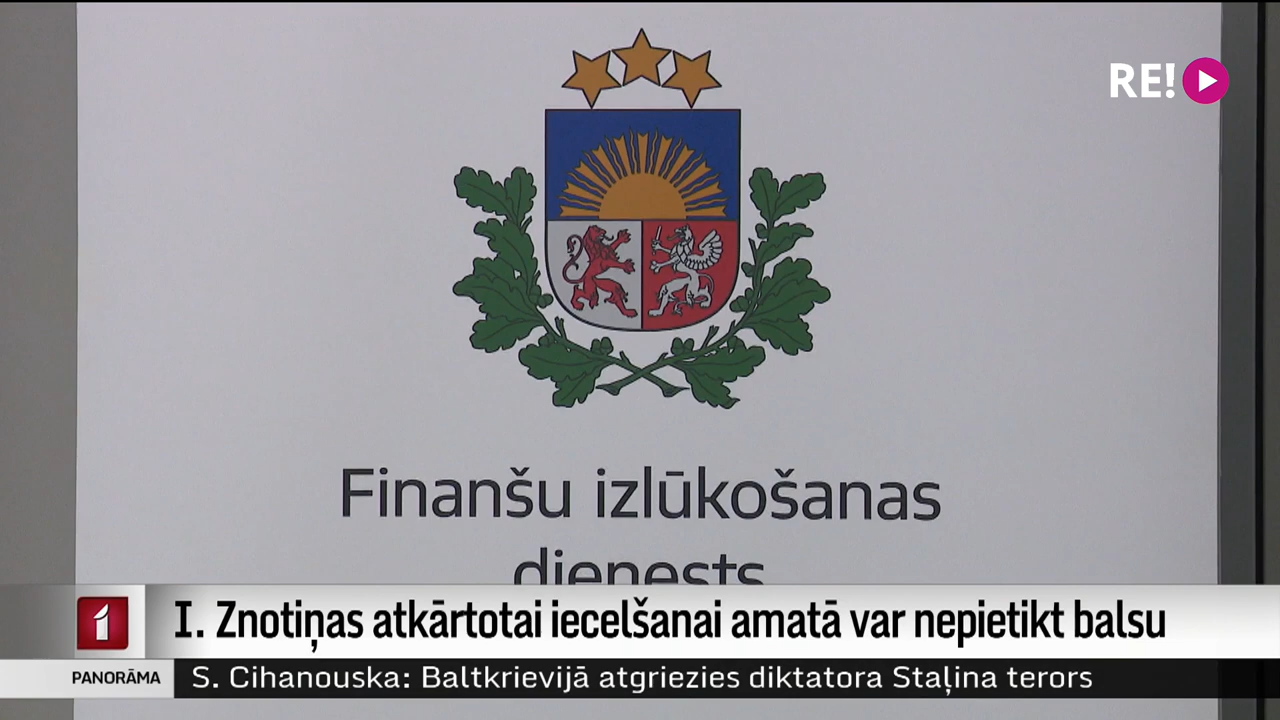 RE!
Finanšu izlūkošanas
dienests
1
I. Znotiņas atkārtotai iecelšanai amatā var nepietikt balsu
PANORĀMA
S. Cihanouska: Baltkrievijā atgriezies diktatora Staļina terors